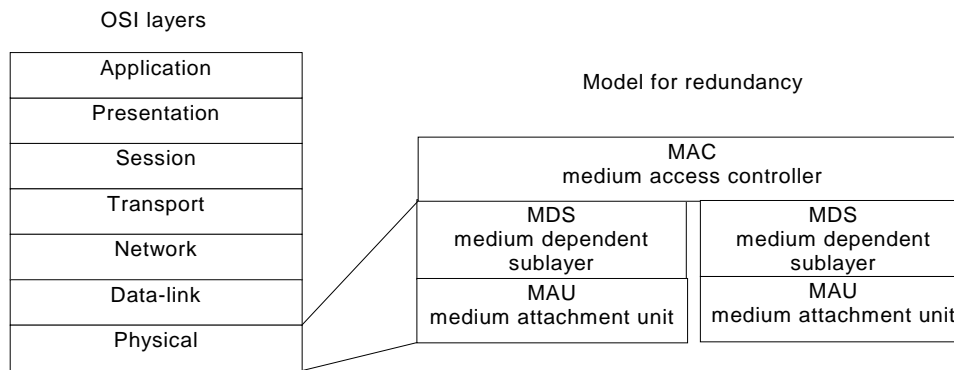 OSI layers
Application
Presentation
Session
Transport
Network
Data-link
Physical
Model for redundancy
MAC
medium access controller
MDS
medium dependent
sublayer
MAU
medium attachment unit
MDS
medium dependent
sublayer
MAU
medium attachment unit